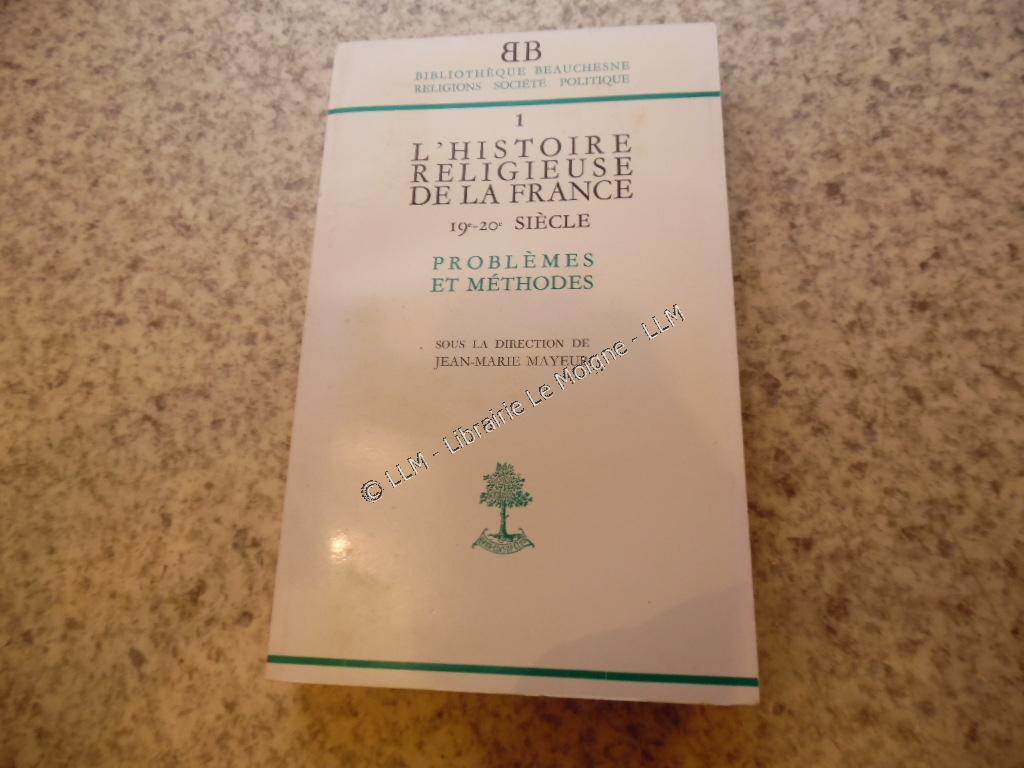 BB
BIBLIOTHÈQUE BEAUCHESNE
RELIGIONS SOCIÉTÉ POLITIQUE
1
L'HISTOIRE
RELIGIEUSE
DE LA FRANCE
19e-20e SIÈCLE
PROBLÈMES
ET MÉTHODES
SOUS LA DIRECTION DE
JEAN-MARIE MAYEUR
© LLM - Librairie Le Moigne - LLM